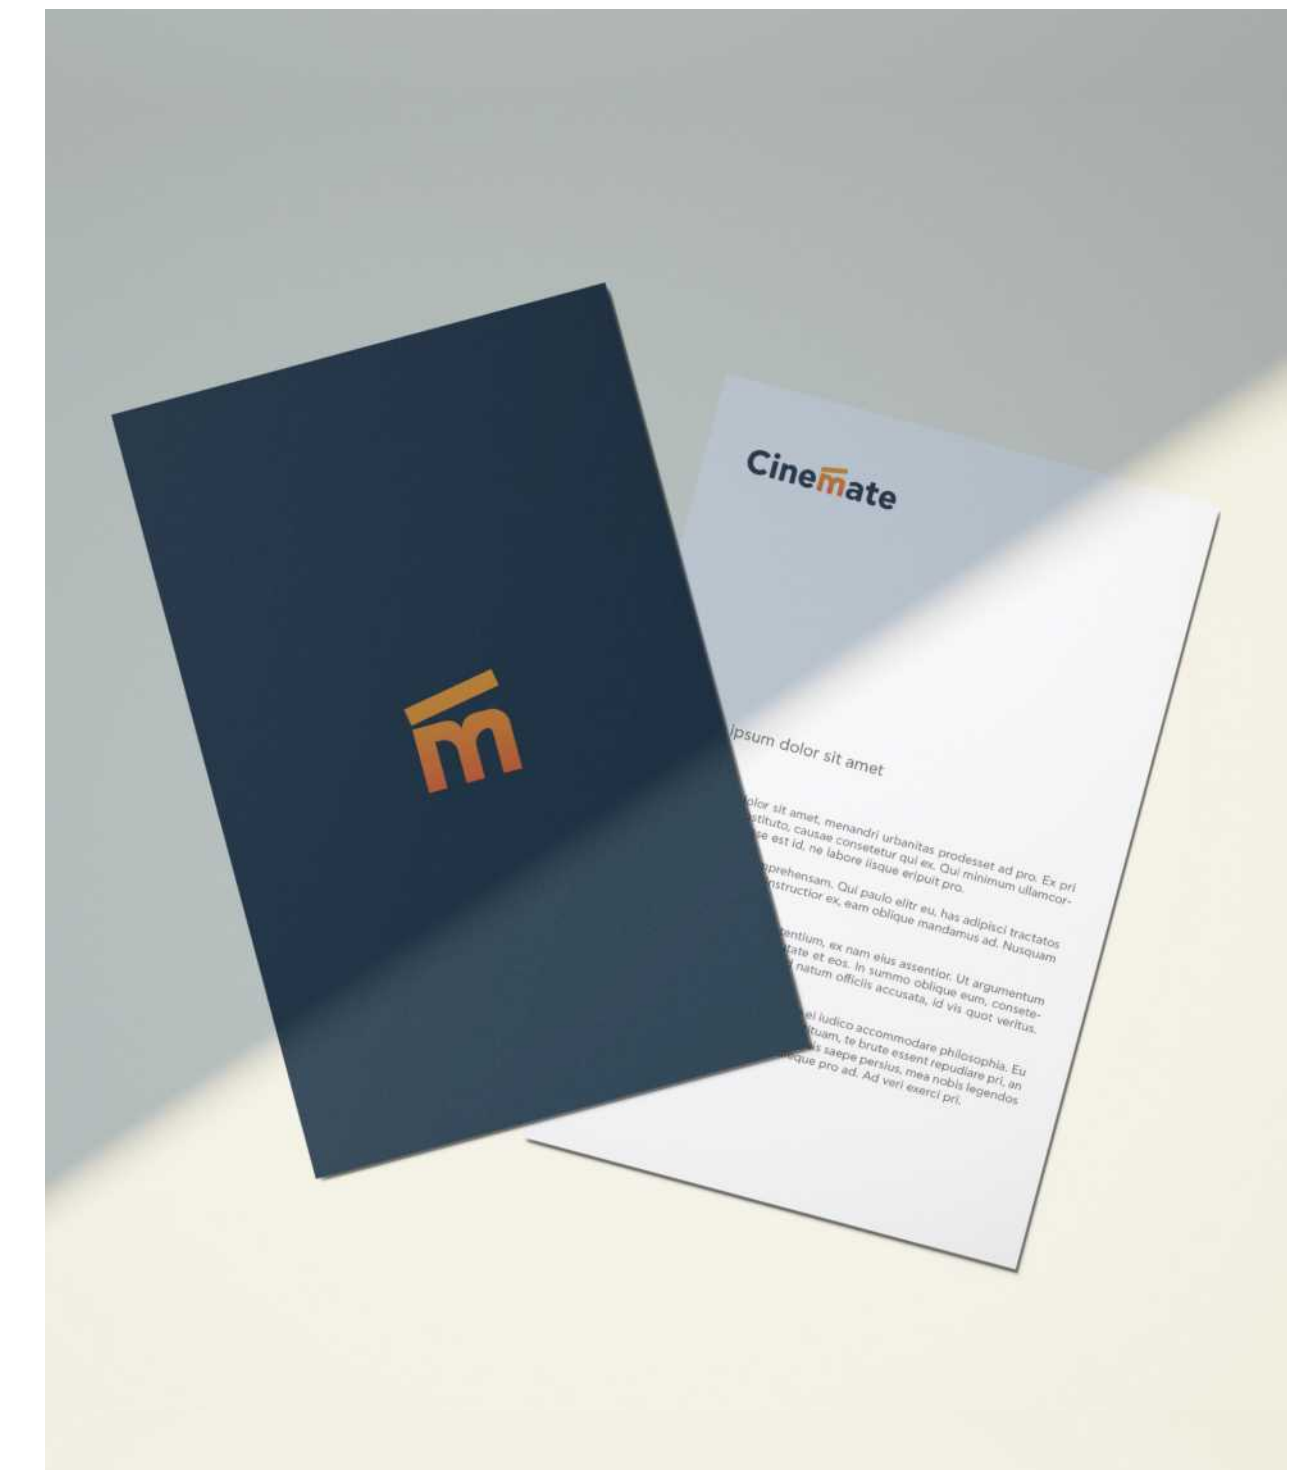 m
Cinemate
ipsum dolor sit amet
dolor sit amet, menandri urbanitas prodesset ad pro. Ex pri
stituto, causae consetetur qui ex. Qui minimum ullamcor-
se est id, ne labore iisque eripuit pro.
mprehensam. Qui paulo elitr eu, has adipisci tractatos
nstructior ex, eam oblique mandamus ad. Nusquam
entium, ex nam eius assentior. Ut argumentum
tate et eos. In summo oblique eum, consete-
natum officiis accusata, id vis quot veritus.
ei iudico accommodare philosophia. Eu
tuam, te brute essent repudiare pri, an
is saepe persius, mea nobis legendos
eque pro ad. Ad veri exerci pri.